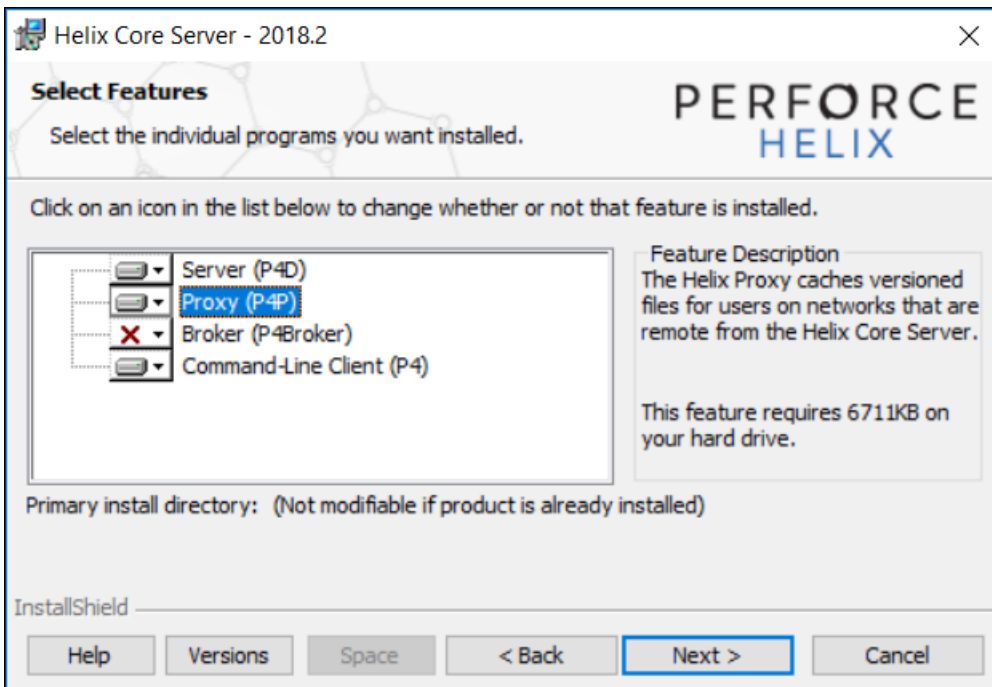 Helix Core Server - 2018.2
Select Features
Select the individual programs you want installed.
PERFORCE
HELIX
Click on an icon in the list below to change whether or not that feature is installed.
Server (P4D)
Proxy (P4P)
Broker (P4Broker)
Command-Line Client (P4)
Feature Description
The Helix Proxy caches versioned
files for users on networks that are
remote from the Helix Core Server.
This feature requires 6711KB on
your hard drive.
Primary install directory: (Not modifiable if product is already installed)
InstallShield
Help
Versions
Space
< Back
Next >
Cancel